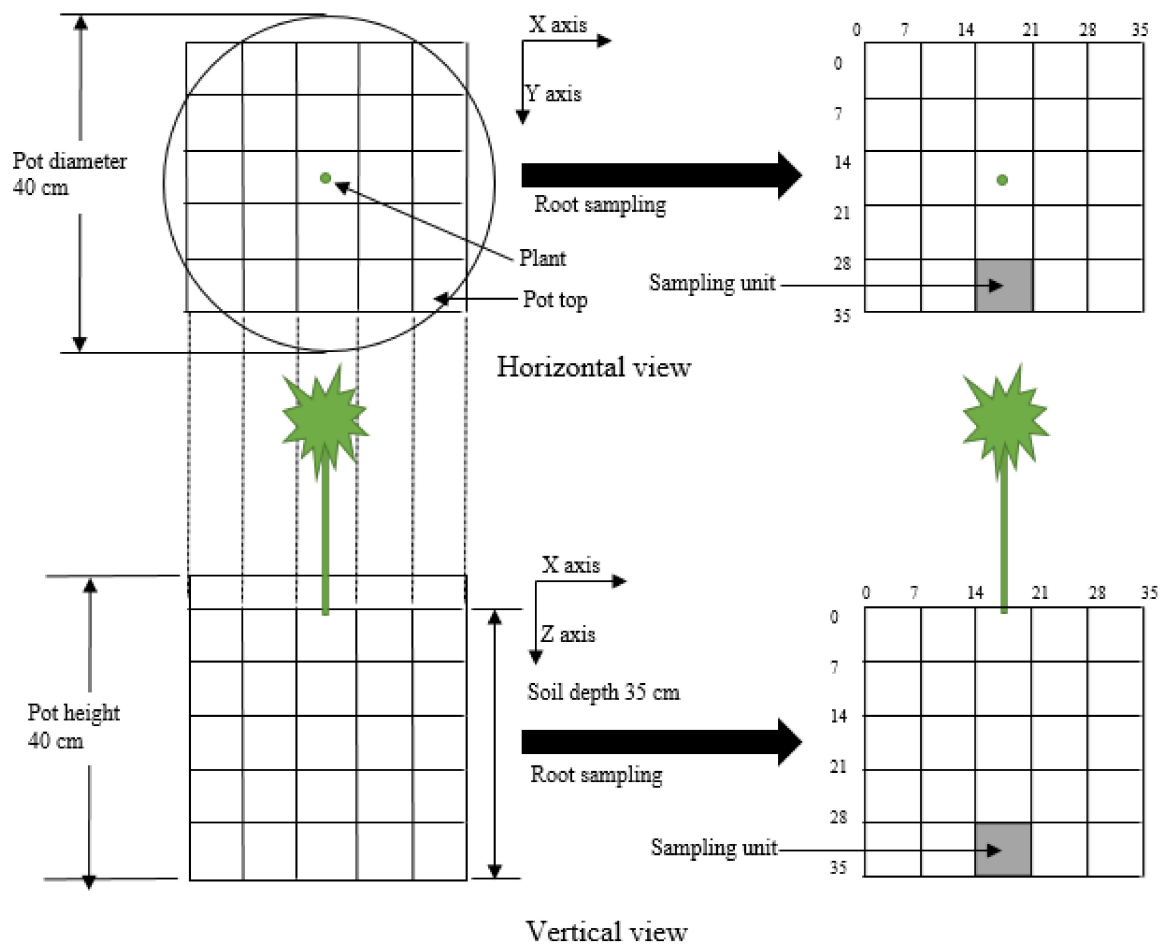 X axis
Y axis
Pot diameter
40 cm
Root sampling
Plant
Pot top
0 7 14 21 28 35
0
7
14
21
28
35
Sampling unit
Horizontal view
X axis
Z axis
Pot height
40 cm
Soil depth 35 cm
Root sampling
0 7 14 21 28 35
0
7
14
21
28
35
Sampling unit
Vertical view